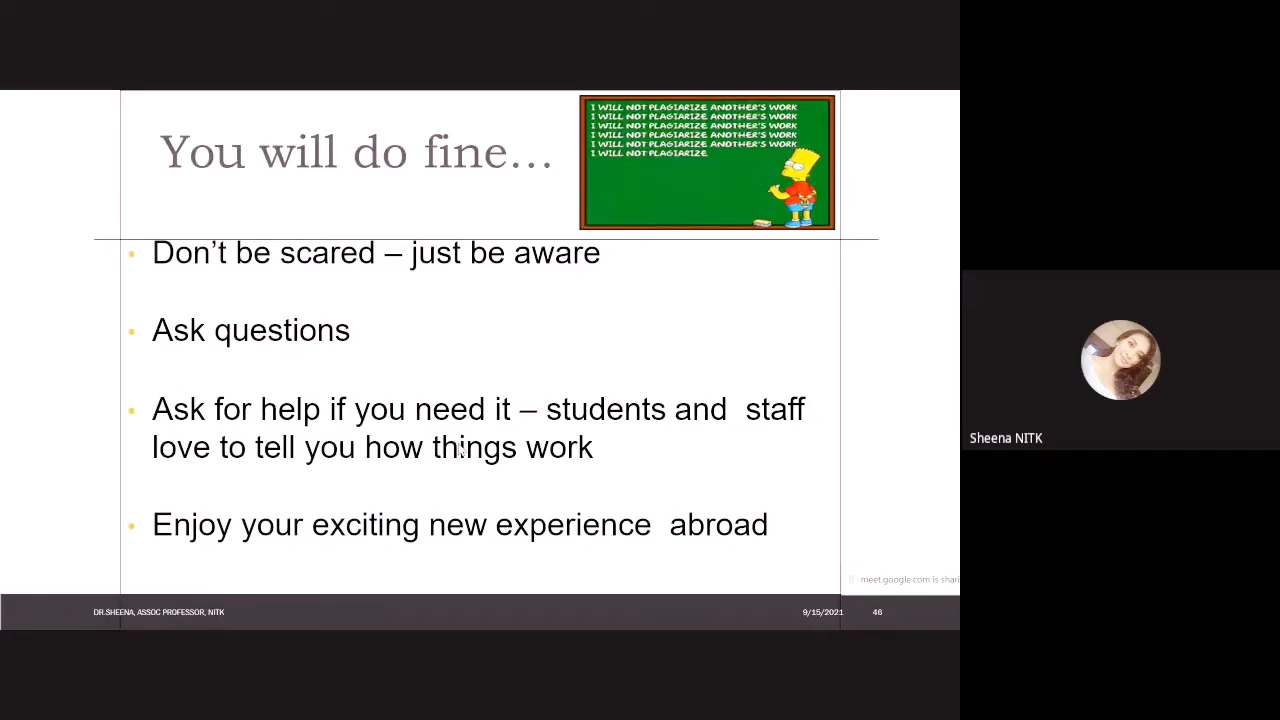 You will do fine...
I WILL NOT PLAGIARIZE ANOTHER'S WORK
I WILL NOT PLAGIARIZE ANOTHER'S WORK
I WILL NOT PLAGIARIZE ANOTHER'S WORK
I WILL NOT PLAGIARIZE ANOTHER'S WORK
I WILL NOT PLAGIARIZE ANOTHER'S WORK
I WILL NOT PLAGIARIZE
• Don't be scared – just be aware
• Ask questions
• Ask for help if you need it – students and staff
love to tell you how things work
• Enjoy your exciting new experience abroad
Sheena NITK
meet.google.com is shari
DR.SHEENA, ASSOC PROFESSOR, NITK
9/15/2021
46